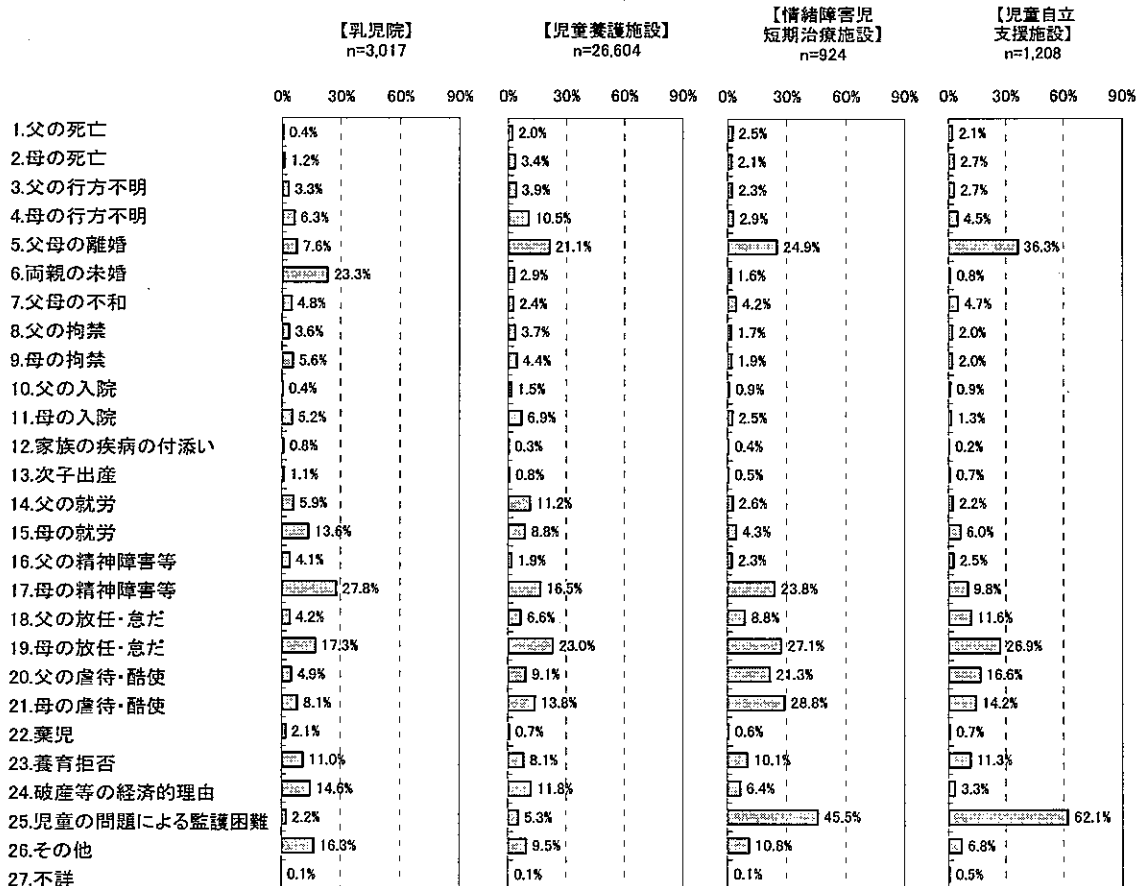 【乳児院】 n=3,017
【児童養護施設】 n=26,604
【情緒障害児 短期治療施設】 n=924
【児童自立 支援施設】 n=1,208
0% 30% 60% 90% 0% 30% 60% 90% 0% 30% 60% 90% 0% 30% 60% 90%
1.父の死亡 0.4% 2.0% 2.5% 2.1%
2.母の死亡 1.2% 3.4% 2.1% 2.7%
3.父の行方不明 3.3% 3.9% 2.3% 2.7%
4.母の行方不明 6.3% 10.5% 2.9% 4.5%
5.父母の離婚 7.6% 21.1% 24.9% 36.3%
6.両親の未婚 23.3% 2.9% 1.6% 0.8%
7.父母の不和 4.8% 2.4% 4.2% 4.7%
8.父の拘禁 3.6% 3.7% 1.7% 2.0%
9.母の拘禁 5.6% 4.4% 1.9% 2.0%
10.父の入院 0.4% 1.5% 0.9% 0.9%
11.母の入院 5.2% 6.9% 2.5% 1.3%
12.家族の疾病の付添い 0.8% 0.3% 0.4% 0.2%
13.次子出産 1.1% 0.8% 0.5% 0.7%
14.父の就労 5.9% 11.2% 2.6% 2.2%
15.母の就労 13.6% 8.8% 4.3% 6.0%
16.父の精神障害等 4.1% 1.9% 2.3% 2.5%
17.母の精神障害等 27.8% 16.5% 23.8% 9.8%
18.父の放任・怠だ 4.2% 6.6% 8.8% 11.6%
19.母の放任・怠だ 17.3% 23.0% 27.1% 26.9%
20.父の虐待・酷使 4.9% 9.1% 21.3% 16.6%
21.母の虐待・酷使 8.1% 13.8% 28.8% 14.2%
22.棄児 2.1% 0.7% 0.6% 0.7%
23.養育拒否 11.0% 8.1% 10.1% 11.3%
24.破産等の経済的理由 14.6% 11.8% 6.4% 3.3%
25.児童の問題による監護困難 2.2% 5.3% 45.5% 62.1%
26.その他 16.3% 9.5% 10.8% 6.8%
27.不詳 0.1% 0.1% 0.1% 0.5%